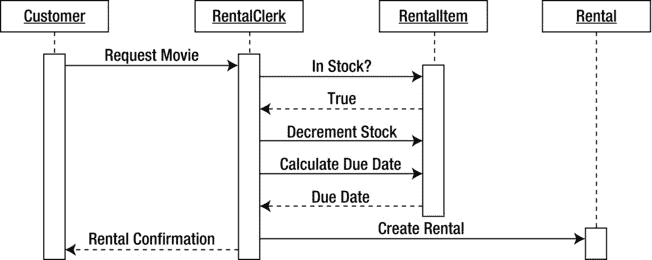 Customer
RentalClerk
RentalItem
Rental
Request Movie
In Stock?
True
Decrement Stock
Calculate Due Date
Due Date
Create Rental
Rental Confirmation